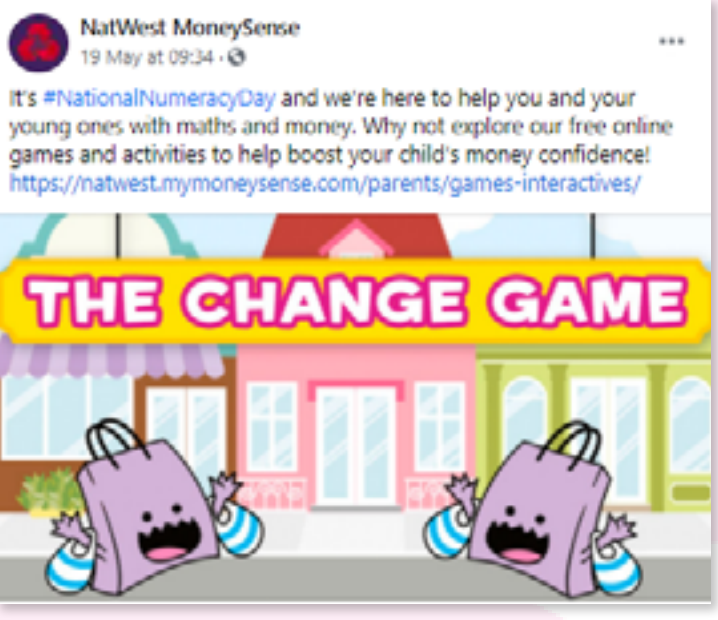 NatWest MoneySense
19 May at 09:34 ·
It's #NationalNumeracyDay and we're here to help you and your
young ones with maths and money. Why not explore our free online
games and activities to help boost your child's money confidence!
https://natwest.mymoneysense.com/parents/games-interactives/
THE CHANGE GAME